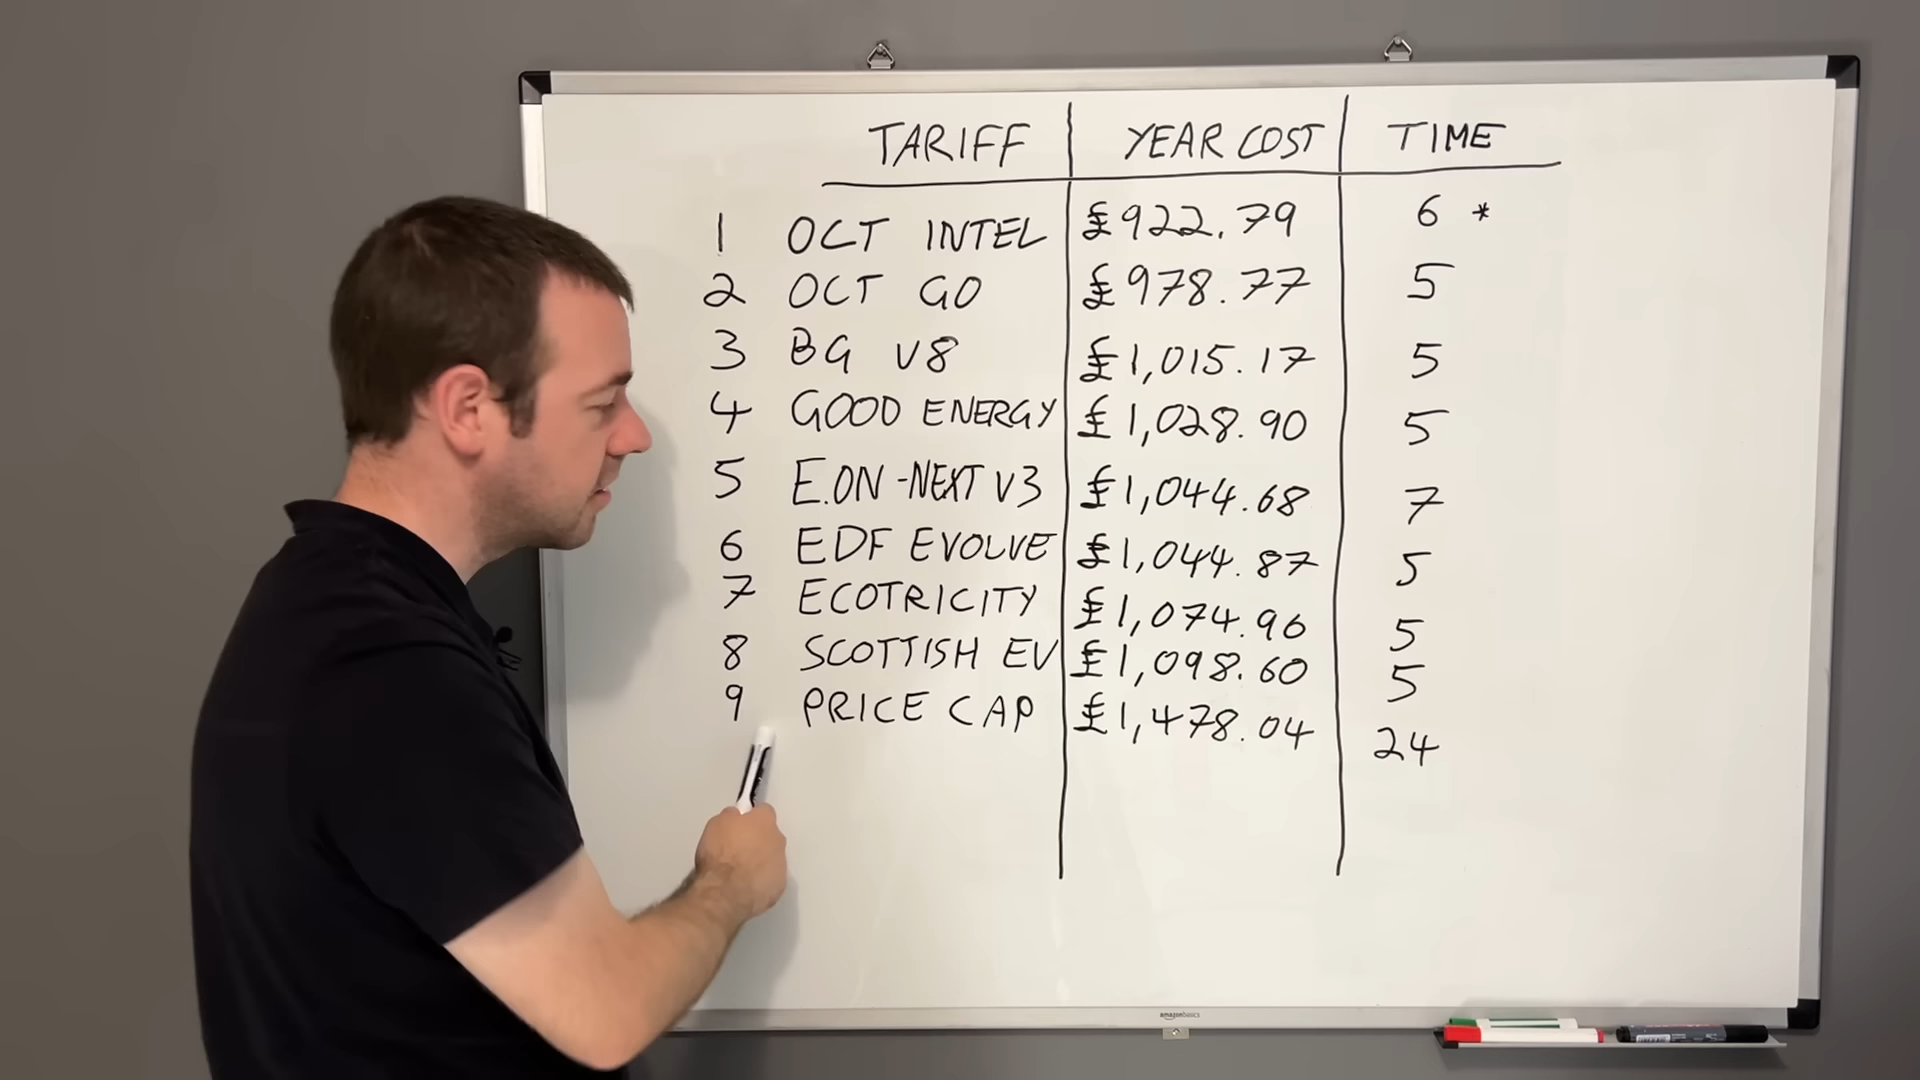 TARIFF YEAR COST TIME
1 OCT INTEL £922.79 6 *
2 OCT GO £978.77 5
3 BG V8 £1,015.17 5
4 GOOD ENERGY £1,028.90 5
5 E.ON-NEXT V3 £1,044.68 7
6 EDF EVOLVE £1,044.87 5
7 ECOTRICITY £1,074.96 5
8 SCOTTISH EV £1,098.60 5
9 PRICE CAP £1,478.04 24
amazonbasics